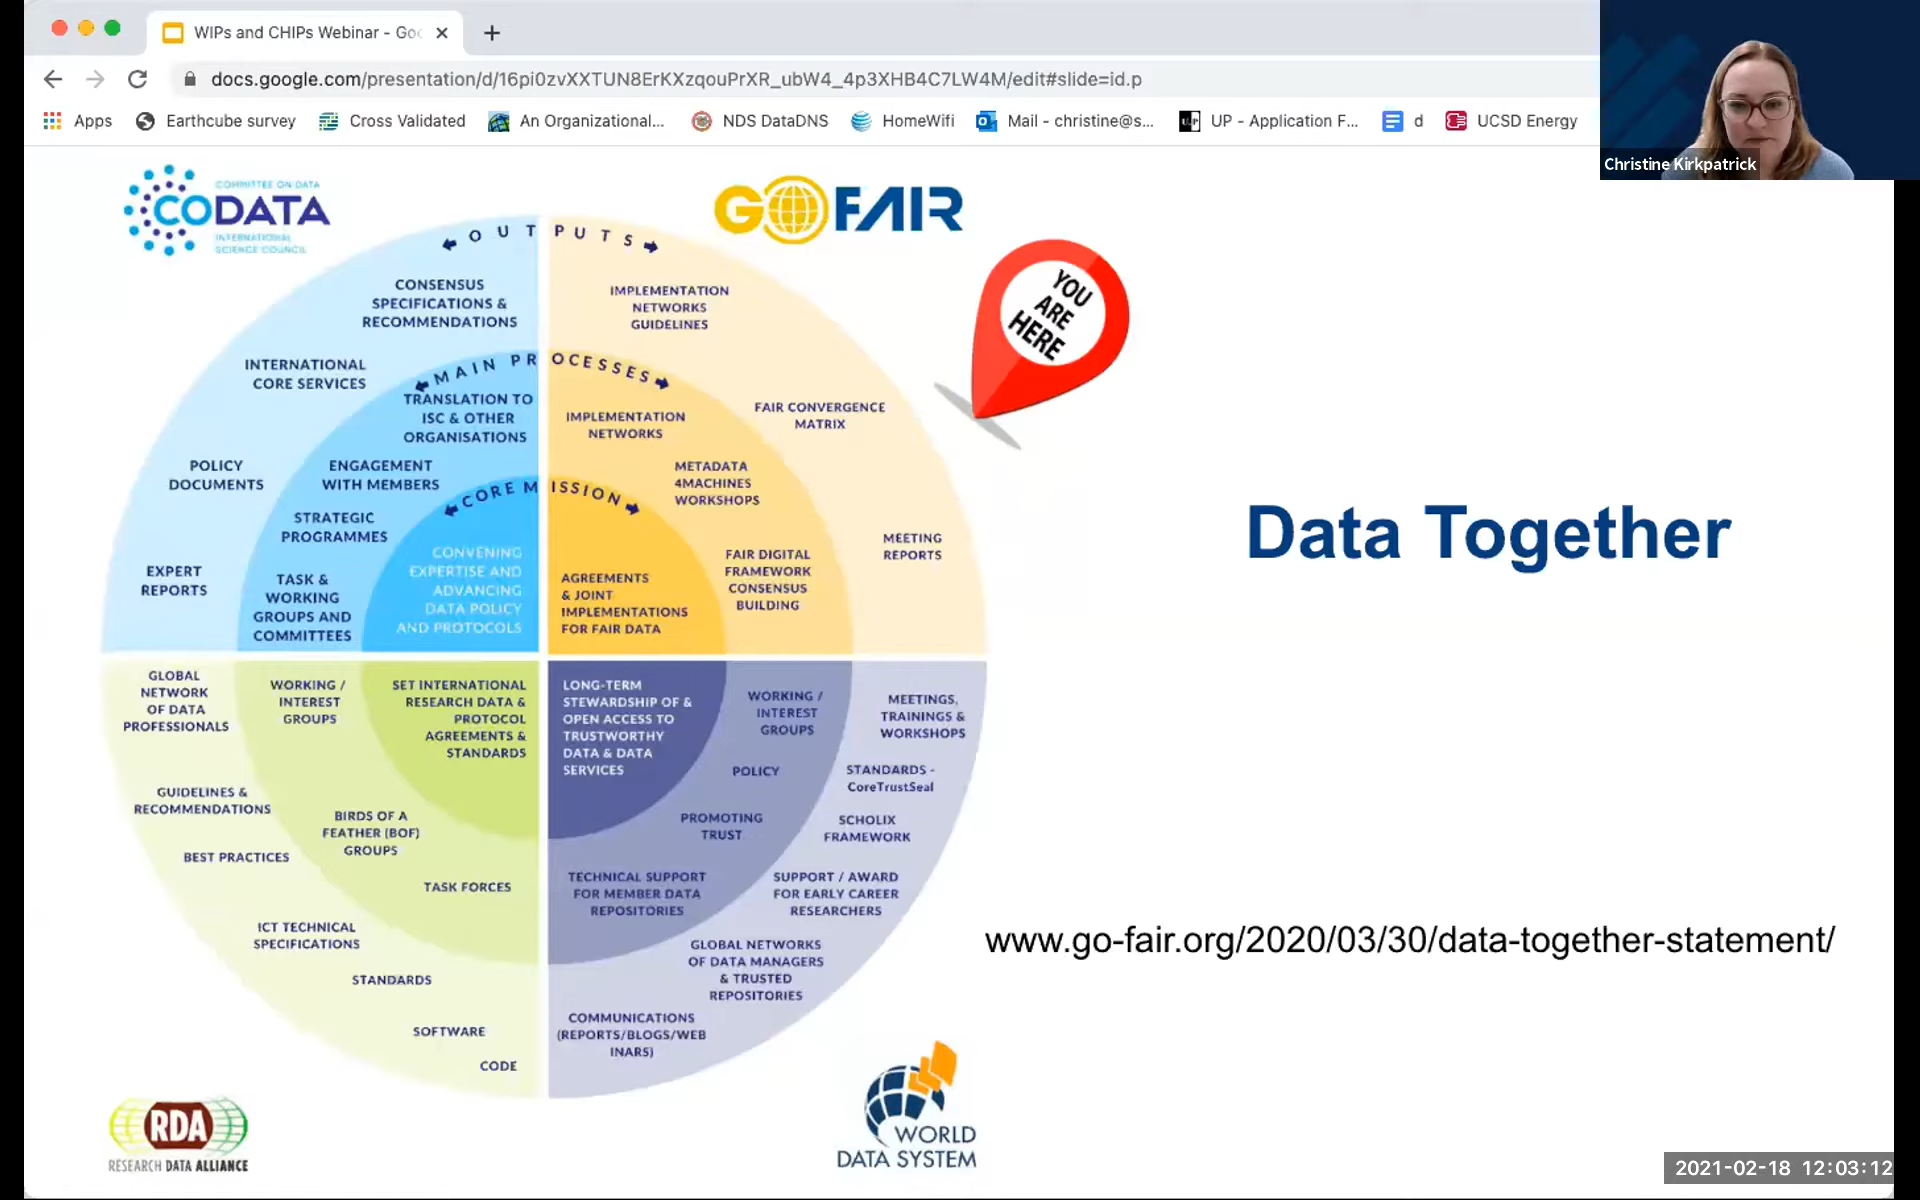 WIPs and CHIPs Webinar - Goo
docs.google.com/presentation/d/16pi0zvXXTUN8ErKXzqouPrXR_ubW4_4p3XHB4C7LW4M/edit#slide=id.p
Apps
Earthcube survey
Cross Validated
An Organizational...
NDS DataDNS
HomeWifi
Mail - christine@s...
UP - Application F...
d
UCSD Energy
Christine Kirkpatrick
COMMITTEE ON DATA
CODATA
INTERNATIONAL
SCIENCE COUNCIL
GO FAIR
OUTPUTS
CONSENSUS
SPECIFICATIONS &
RECOMMENDATIONS
INTERNATIONAL
CORE SERVICES
POLICY
DOCUMENTS
EXPERT
REPORTS
IMPLEMENTATION
NETWORKS
GUIDELINES
FAIR CONVERGENCE
MATRIX
MEETING
REPORTS
YOU
ARE
HERE
MAIN PROCESSES
TRANSLATION TO
ISC & OTHER
ORGANISATIONS
ENGAGEMENT
WITH MEMBERS
STRATEGIC
PROGRAMMES
TASK &
WORKING
GROUPS AND
COMMITTEES
IMPLEMENTATION
NETWORKS
METADATA
4MACHINES
WORKSHOPS
FAIR DIGITAL
FRAMEWORK
CONSENSUS
BUILDING
CORE MISSION
CONVENING
EXPERTISE AND
ADVANCING
DATA POLICY
AND PROTOCOLS
AGREEMENTS
& JOINT
IMPLEMENTATIONS
FOR FAIR DATA
Data Together
GLOBAL
NETWORK
OF DATA
PROFESSIONALS
WORKING /
INTEREST
GROUPS
SET INTERNATIONAL
RESEARCH DATA &
PROTOCOL
AGREEMENTS &
STANDARDS
GUIDELINES &
RECOMMENDATIONS
BIRDS OF A
FEATHER (BOF)
GROUPS
BEST PRACTICES
TASK FORCES
ICT TECHNICAL
SPECIFICATIONS
STANDARDS
SOFTWARE
CODE
LONG-TERM
STEWARDSHIP OF &
OPEN ACCESS TO
TRUSTWORTHY
DATA & DATA
SERVICES
WORKING /
INTEREST
GROUPS
POLICY
PROMOTING
TRUST
TECHNICAL SUPPORT
FOR MEMBER DATA
REPOSITORIES
MEETINGS,
TRAININGS &
WORKSHOPS
STANDARDS -
CoreTrustSeal
SCHOLIX
FRAMEWORK
SUPPORT / AWARD
FOR EARLY CAREER
RESEARCHERS
GLOBAL NETWORKS
OF DATA MANAGERS
& TRUSTED
REPOSITORIES
COMMUNICATIONS
(REPORTS/BLOGS/WEB
INARS)
www.go-fair.org/2020/03/30/data-together-statement/
RDA
RESEARCH DATA ALLIANCE
WORLD
DATA SYSTEM
2021-02-18 12:03:12